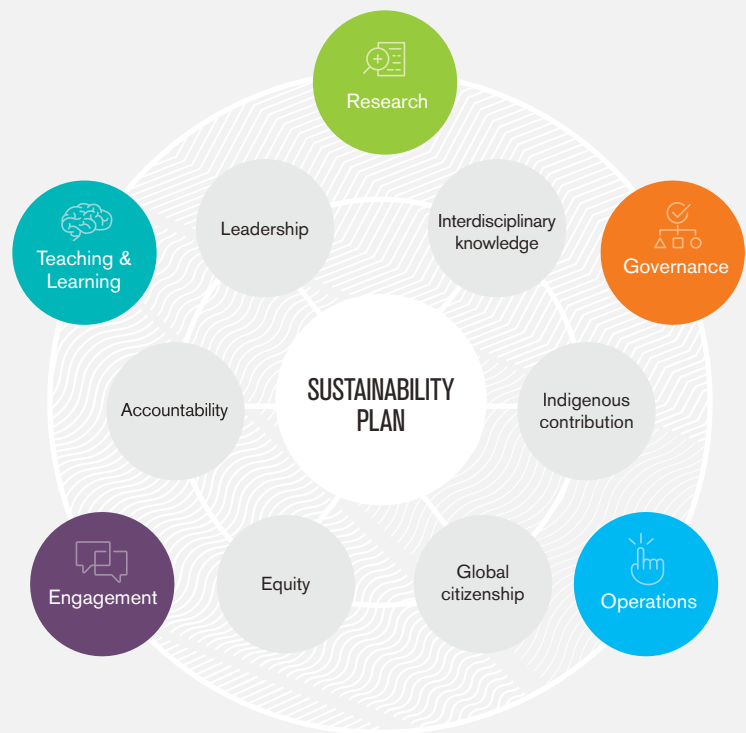 Research
Leadership
Interdisciplinary
knowledge
Teaching &
Learning
Governance
SUSTAINABILITY
PLAN
Accountability
Indigenous
contribution
Engagement
Equity
Global
citizenship
Operations